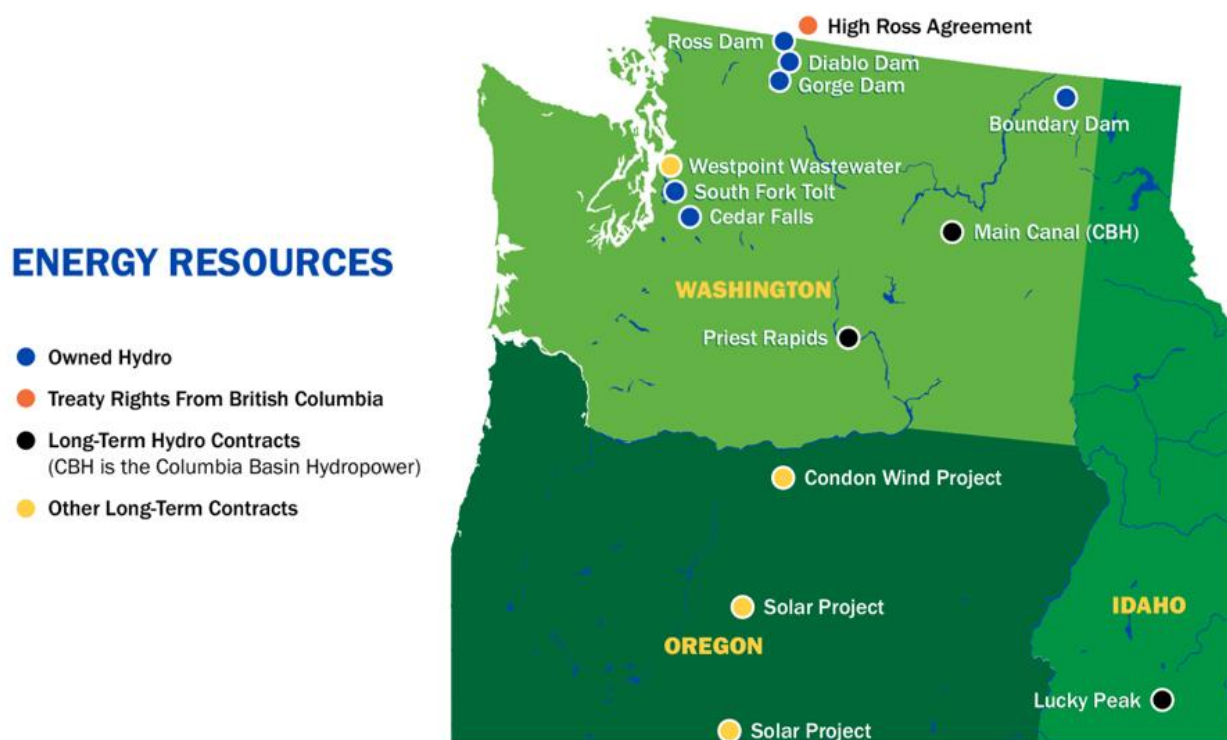 High Ross Agreement
Ross Dam
Diablo Dam
Gorge Dam
Boundary Dam
Westpoint Wastewater
South Fork Tolt
Cedar Falls
Main Canal (CBH)
ENERGY RESOURCES
WASHINGTON
Priest Rapids
Owned Hydro
Treaty Rights From British Columbia
Long-Term Hydro Contracts
(CBH is the Columbia Basin Hydropower)
Other Long-Term Contracts
Condon Wind Project
Solar Project
IDAHO
OREGON
Lucky Peak
Solar Project